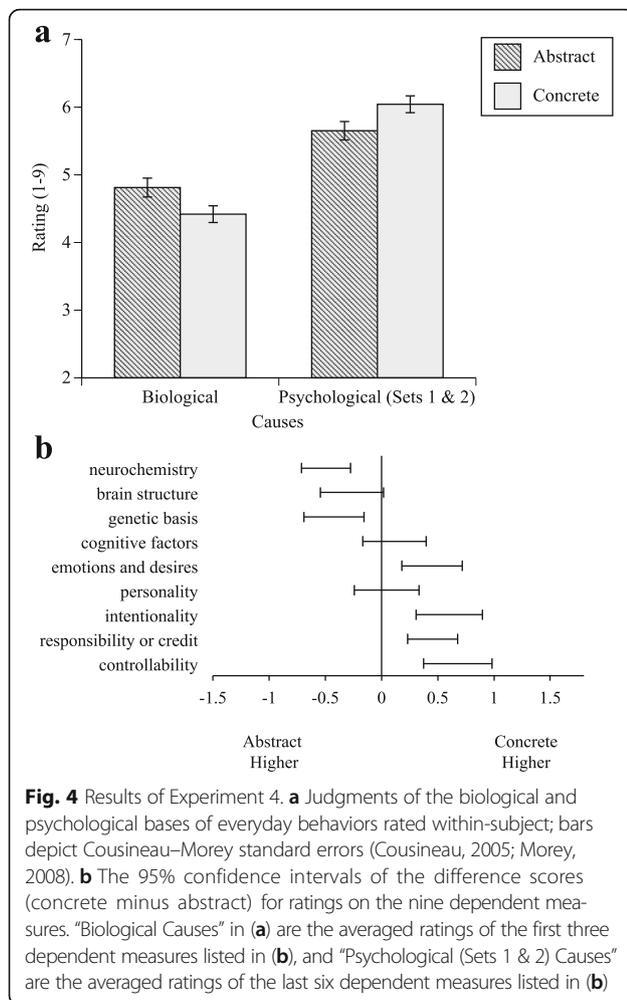 a
7
6
5
4
3
2
Rating (1-9)
Abstract
Concrete
Biological Psychological (Sets 1 & 2)
Causes
b
neurochemistry
brain structure
genetic basis
cognitive factors
emotions and desires
personality
intentionality
responsibility or credit
controllability
-1.5 -1 -0.5 0 0.5 1 1.5
Abstract Concrete
Higher Higher
Fig. 4 Results of Experiment 4. a Judgments of the biological and
psychological bases of everyday behaviors rated within-subject; bars
depict Cousineau–Morey standard errors (Cousineau, 2005; Morey,
2008). b The 95% confidence intervals of the difference scores
(concrete minus abstract) for ratings on the nine dependent mea-
sures. “Biological Causes” in (a) are the averaged ratings of the first three
dependent measures listed in (b), and “Psychological (Sets 1 & 2) Causes”
are the averaged ratings of the last six dependent measures listed in (b)